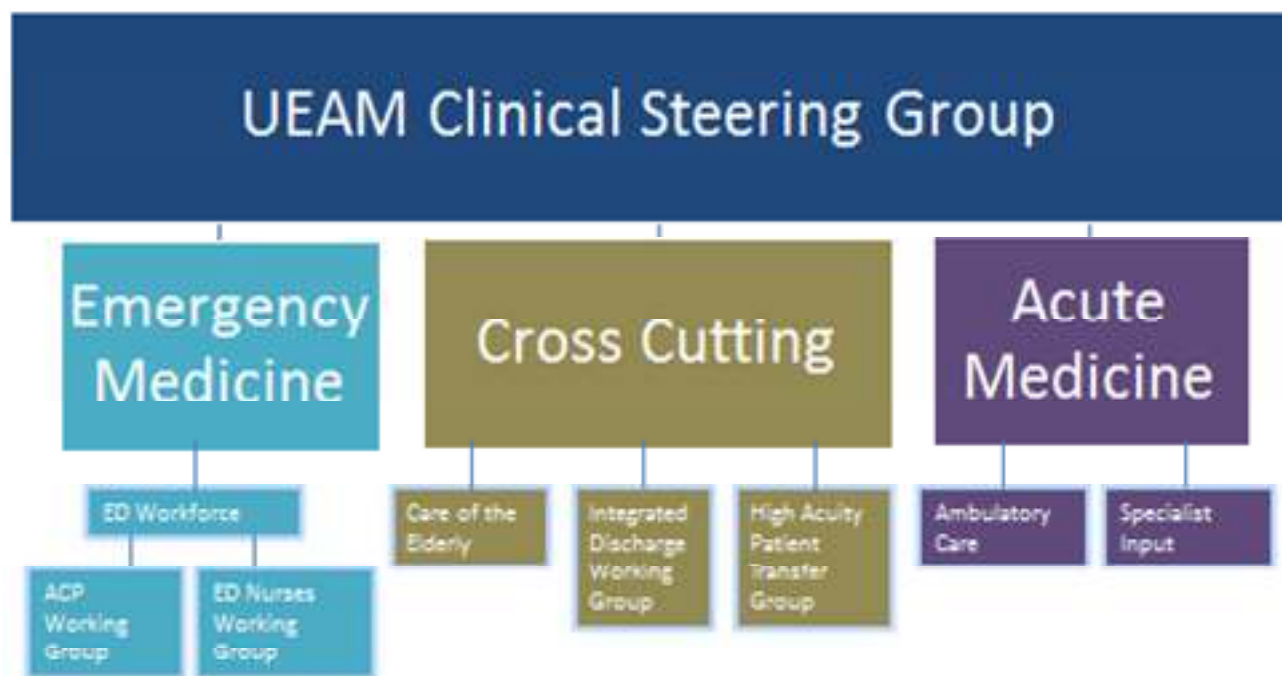 UEAM Clinical Steering Group
Emergency
Medicine
Cross Cutting
Acute
Medicine
ED Workforce
Care of the
Elderly
Integrated
Discharge
Working
Group
High Acuity
Patient
Transfer
Group
Ambulatory
Care
Specialist
Input
ACP
Working
Group
ED Nurses
Working
Group